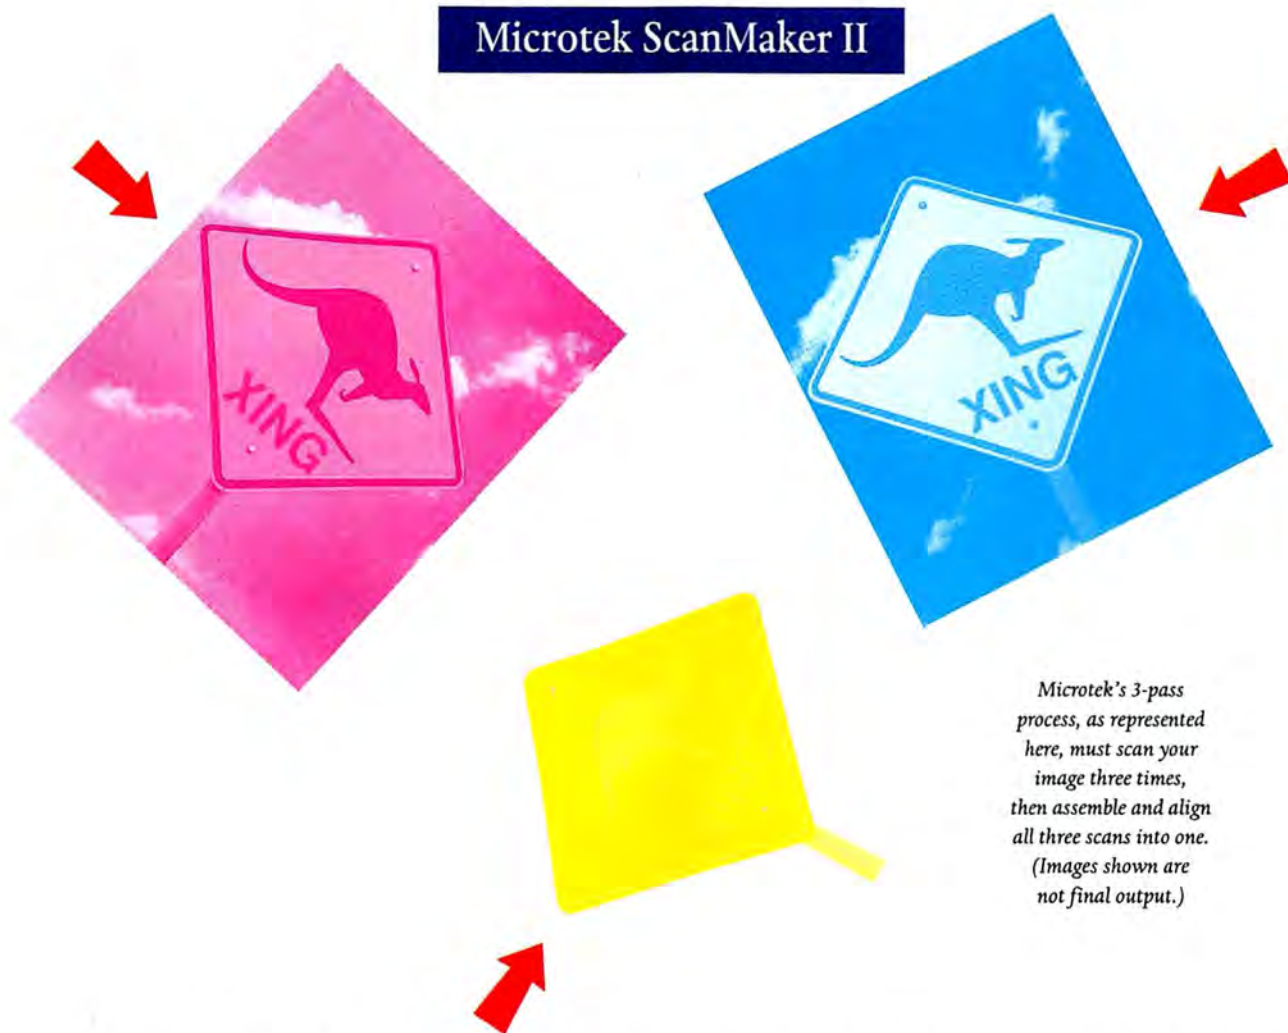 Microtek ScanMaker II
XING
XING
Microtek's 3-pass
process, as represented
here, must scan your
image three times,
then assemble and align
all three scans into one.
(Images shown are
not final output.)